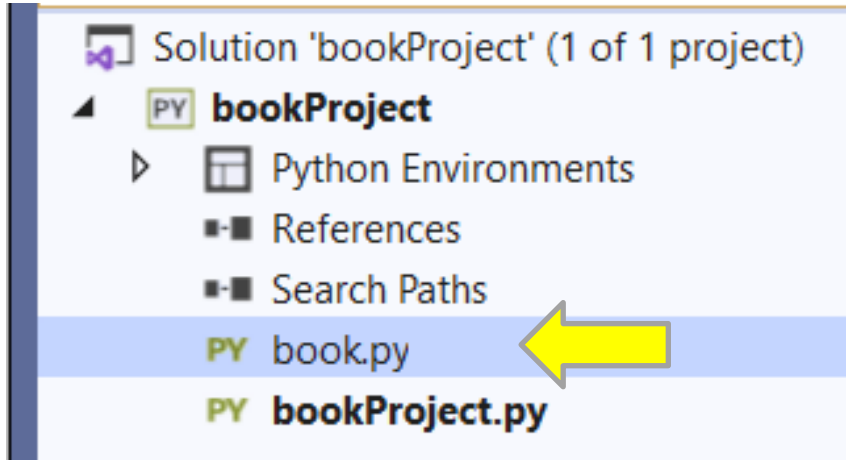 Solution 'bookProject' (1 of 1 project)
PY bookProject
Python Environments
References
Search Paths
PY book.py
PY bookProject.py